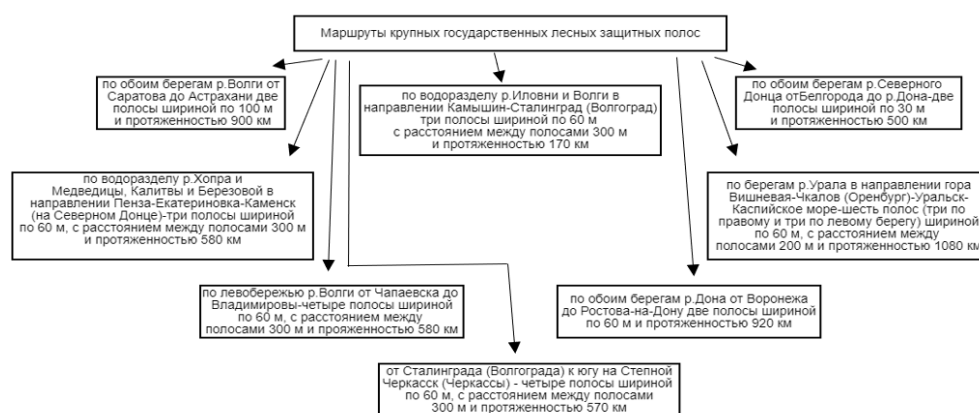 Маршруты крупных государственных лесных защитных полос
по обоим берегам р.Волги от
Саратова до Астрахани две
полосы шириной по 100 м
и протяженностью 900 км
по водоразделу р.Иловни и Волги в
направлении Камышин-Сталинград (Волгоград)
три полосы шириной по 60 м
с расстоянием между полосами 300 м
и протяженностью 170 км
по обоим берегам р.Северного
Донца отБелгорода до р.Дона-две
полосы шириной по 30 м
и протяженностью 500 км
по водоразделу р.Хопра и
Медведицы, Калитвы и Березовой в
направлении Пенза-Екатериновка-Каменск
(на Северном Донце)-три полосы шириной
по 60 м, с расстоянием между полосами 300 м
и протяженностью 580 км
по берегам р.Урала в направлении гора
Вишневая-Чкалов (Оренбург)-Уральск-
Каспийское море-шесть полос (три по
правому и три по левому берегу) шириной
по 60 м, с расстоянием между
полосами 200 м и протяженностью 1080 км
по левобережью р.Волги от Чапаевска до
Владимировы-четыре полосы шириной
по 60 м, с расстоянием между
полосами 300 м и прояженностью 580 км
по обоим берегам р.Дона от Воронежа
до Ростова-на-Дону две полосы шириной
по 60 м и протяженностью 920 км
от Сталинграда (Волгограда) к югу на Степной
Черкасск (Черкассы) - четыре полосы шириной
по 60 м, с расстоянием между полосами
300 м и протяженностью 570 км